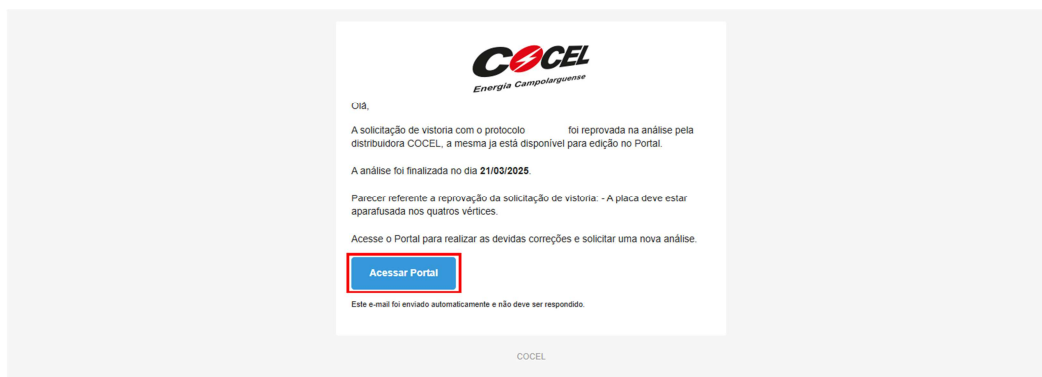 COCEL
Energia Campolarguense
Olá,
A solicitação de vistoria com o protocolo foi reprovada na análise pela
distribuidora COCEL, a mesma ja está disponível para edição no Portal.
A análise foi finalizada no dia 21/03/2025.
Parecer referente a reprovação da solicitação de vistoria: - A placa deve estar
aparafusada nos quatros vértices.
Acesse o Portal para realizar as devidas correções e solicitar uma nova análise.
Acessar Portal
Este e-mail foi enviado automaticamente e não deve ser respondido.
COCEL